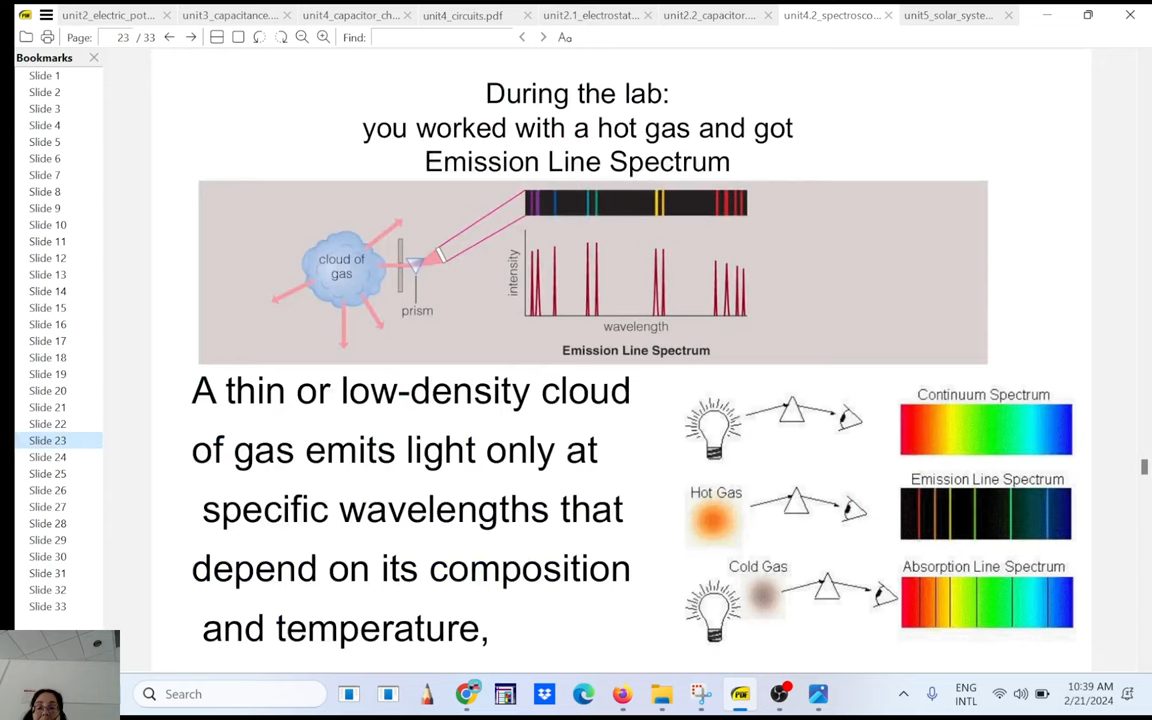 unit2_electric_pot...
unit3_capacitance....
unit4_capacitor_ch...
unit4_circuits.pdf
unit2.1_electrostat...
unit2.2_capacitor....
unit4.2_spectrosco...
unit5_solar_syste...
Page: 23 / 33
Find:
Aa
Bookmarks
Slide 1
Slide 2
Slide 3
Slide 4
Slide 5
Slide 6
Slide 7
Slide 8
Slide 9
Slide 10
Slide 11
Slide 12
Slide 13
Slide 14
Slide 15
Slide 16
Slide 17
Slide 18
Slide 19
Slide 20
Slide 21
Slide 22
Slide 23
Slide 24
Slide 25
Slide 26
Slide 27
Slide 28
Slide 29
Slide 30
Slide 31
Slide 32
Slide 33
During the lab:
you worked with a hot gas and got
Emission Line Spectrum
cloud of
gas
prism
intensity
wavelength
Emission Line Spectrum
A thin or low-density cloud
of gas emits light only at
specific wavelengths that
depend on its composition
and temperature,
Continuum Spectrum
Hot Gas
Emission Line Spectrum
Cold Gas
Absorption Line Spectrum
Search
PDF
ENG
INTL
10:39 AM
2/21/2024